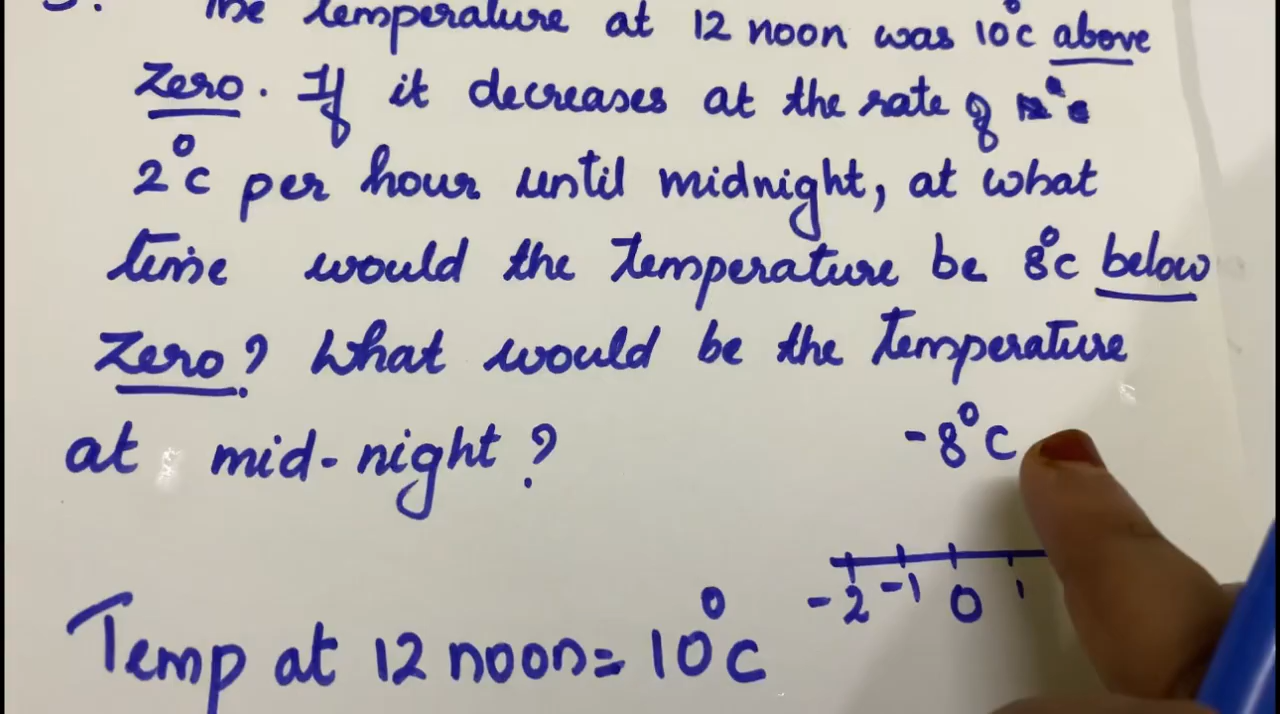 The temperature at 12 noon was 10°c above
Zero. If it decreases at the rate of
2°c per hour until midnight, at what
time would the temperature be 8°c below
Zero? What would be the temperature
at mid-night?
-8°c
-2 -1 0 1
Temp at 12 noon = 10°c